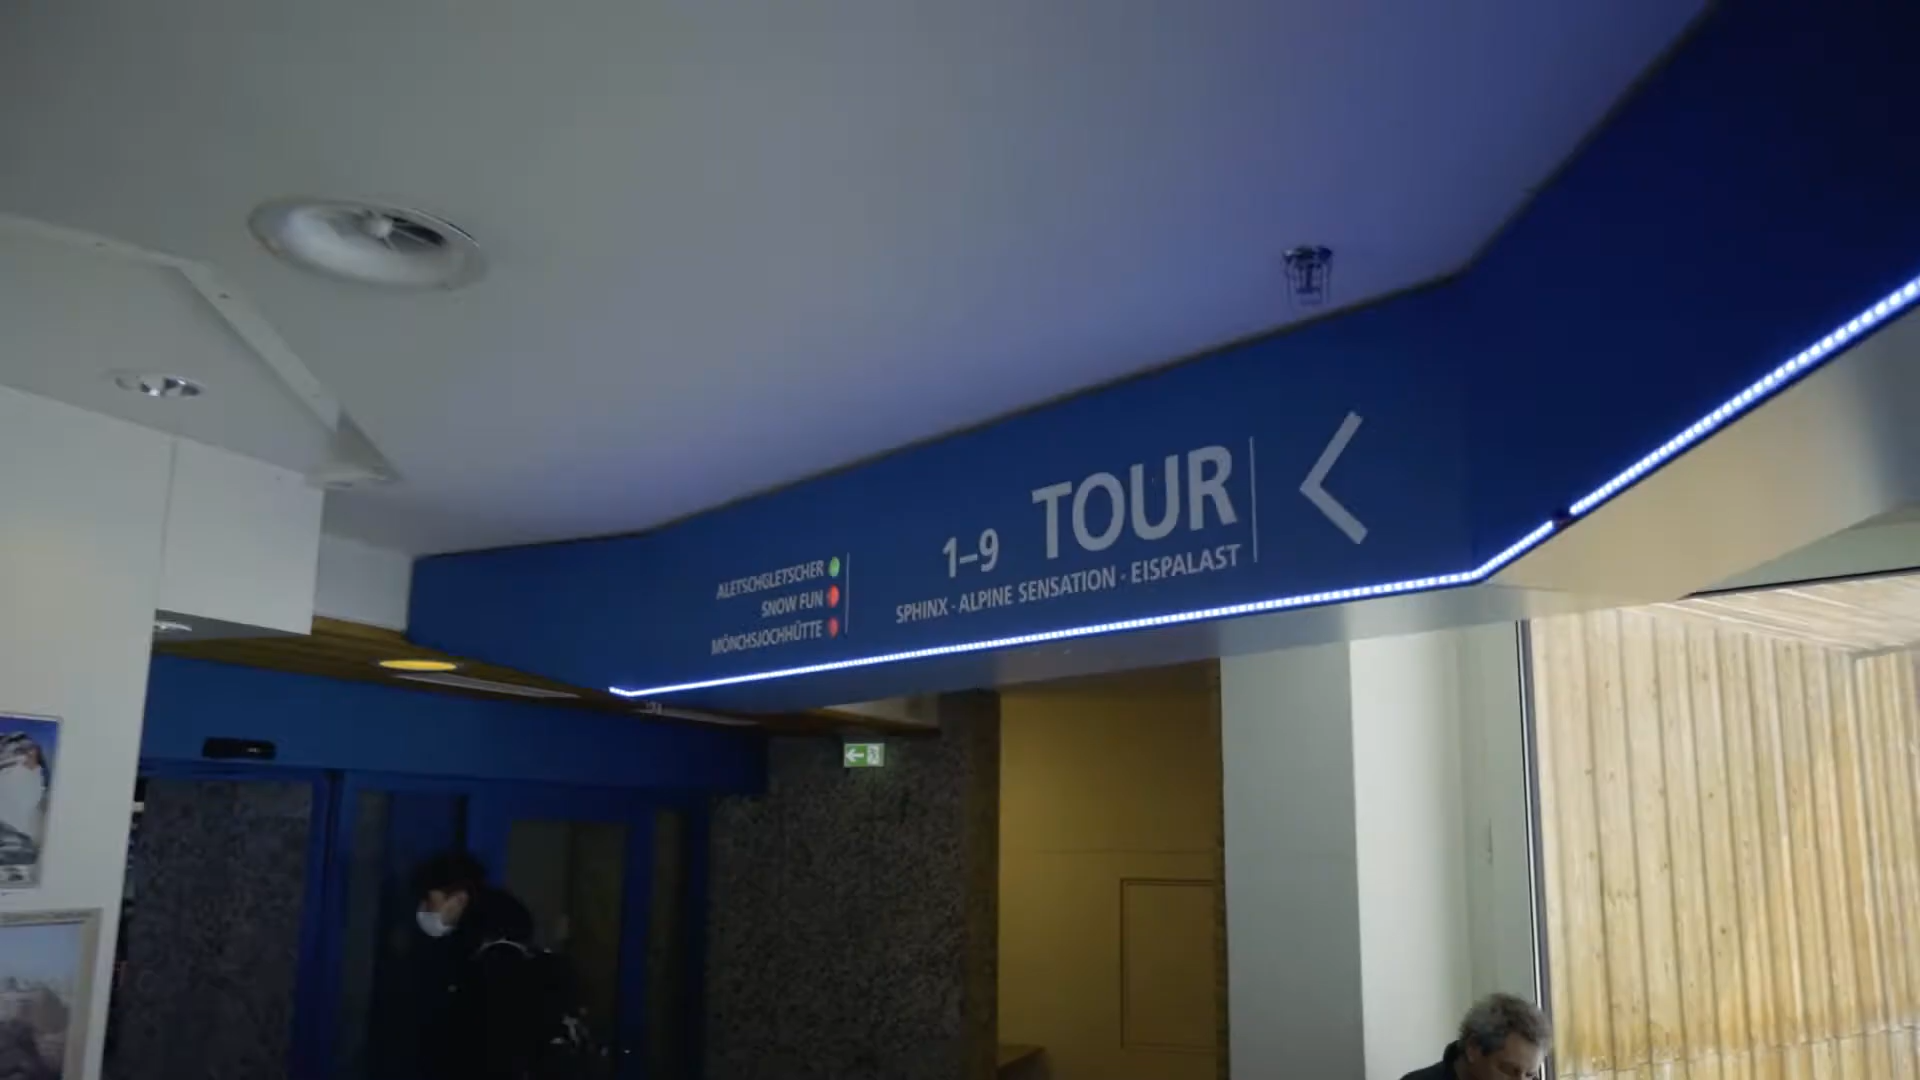 ALETSCHGLETSCHER
SNOW FUN
MÖNCHSJOCHHÜTTE
1–9 TOUR
SPHINX · ALPINE SENSATION · EISPALAST